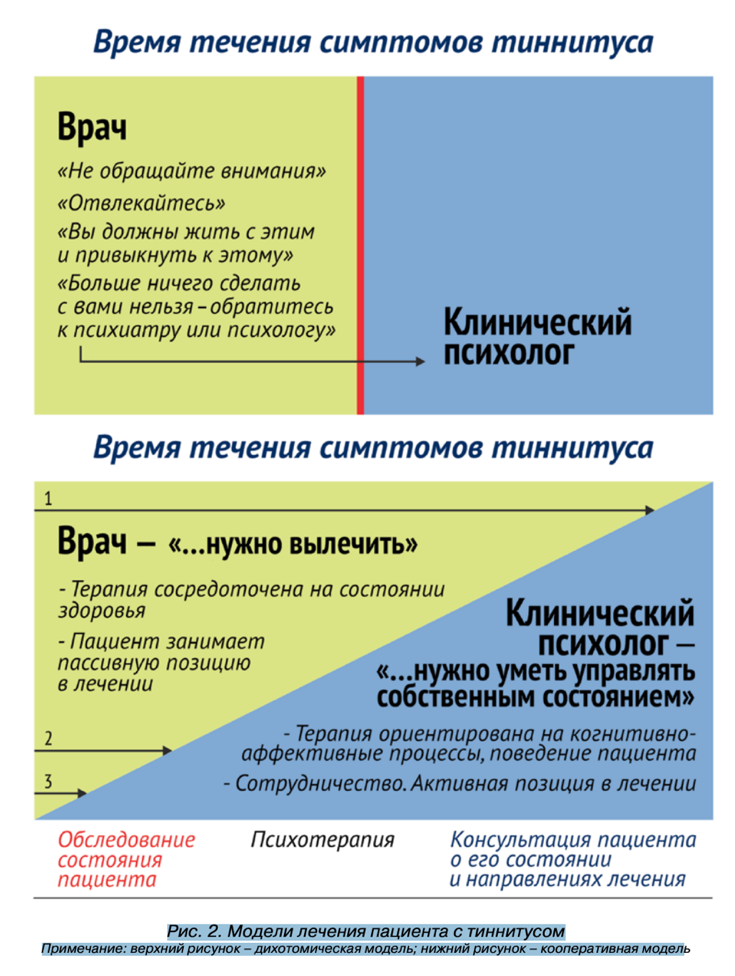 Время течения симптомов тиннитуса
Врач
«Не обращайте внимания»
«Отвлекайтесь»
«Вы должны жить с этим
и привыкнуть к этому»
«Больше ничего сделать
с вами нельзя – обратитесь
к психиатру или психологу»
Клинический
психолог
Время течения симптомов тиннитуса
1
Врач – «...нужно вылечить»
- Терапия сосредоточена на состоянии
здоровья
- Пациент занимает
пассивную позицию
в лечении
Клинический
психолог –
«...нужно уметь управлять
собственным состоянием»
2
- Терапия ориентирована на когнитивно-
аффективные процессы, поведение пациента
3
- Сотрудничество. Активная позиция в лечении
Обследование
состояния
пациента
Психотерапия
Консультация пациента
о его состоянии
и направлениях лечения
Рис. 2. Модели лечения пациента с тиннитусом
Примечание: верхний рисунок – дихотомическая модель; нижний рисунок – кооперативная модель